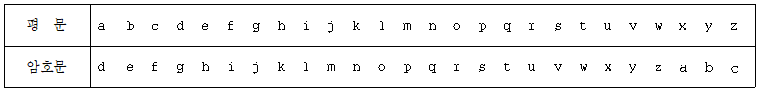 평 문 a b c d e f g h i j k l m n o p q r s t u v w x y z
암호문 d e f g h i j k l m n o p q r s t u v w x y z a b c